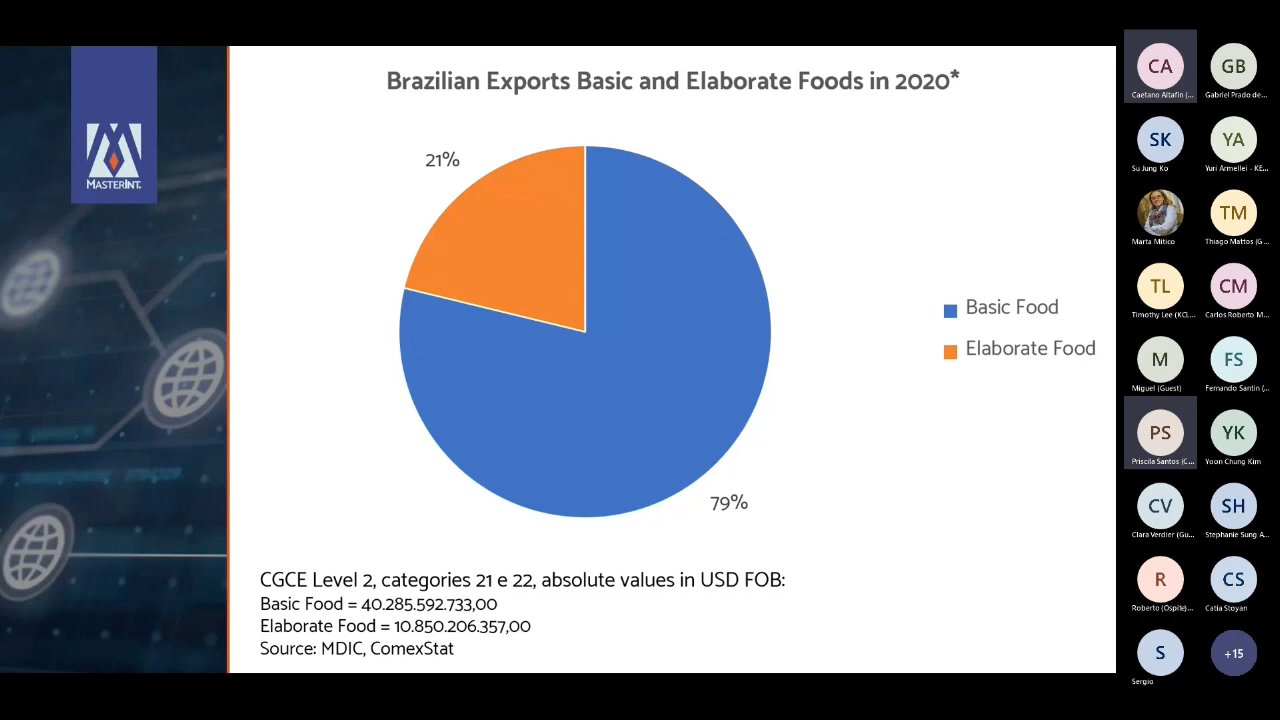 MASTERINT.
Brazilian Exports Basic and Elaborate Foods in 2020*
21%
79%
Basic Food
Elaborate Food
CGCE Level 2, categories 21 e 22, absolute values in USD FOB:
Basic Food = 40.285.592.733,00
Elaborate Food = 10.850.206.357,00
Source: MDIC, ComexStat
CA
Caetano Altafin (...
GB
Gabriel Prado de...
SK
Su Jung Ko
YA
Yuri Armellei - KE...
Marta Mitico
TM
Thiago Mattos (G...
TL
Timothy Lee (KCL...
CM
Carlos Roberto M...
M
Miguel (Guest)
FS
Fernando Santin (...
PS
Priscila Santos (C...
YK
Yoon Chung Kim
CV
Clara Verdier (Gu...
SH
Stephanie Sung A...
R
Roberto (Ospite)...
CS
Catia Stoyan
S
Sergio
+15